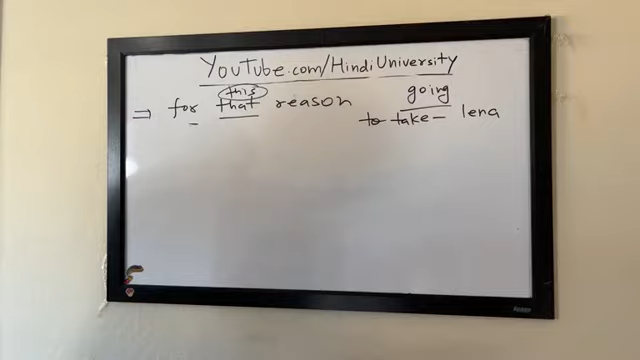 YouTube.com/HindiUniversity
this going
⇒ for that reason to take – lena